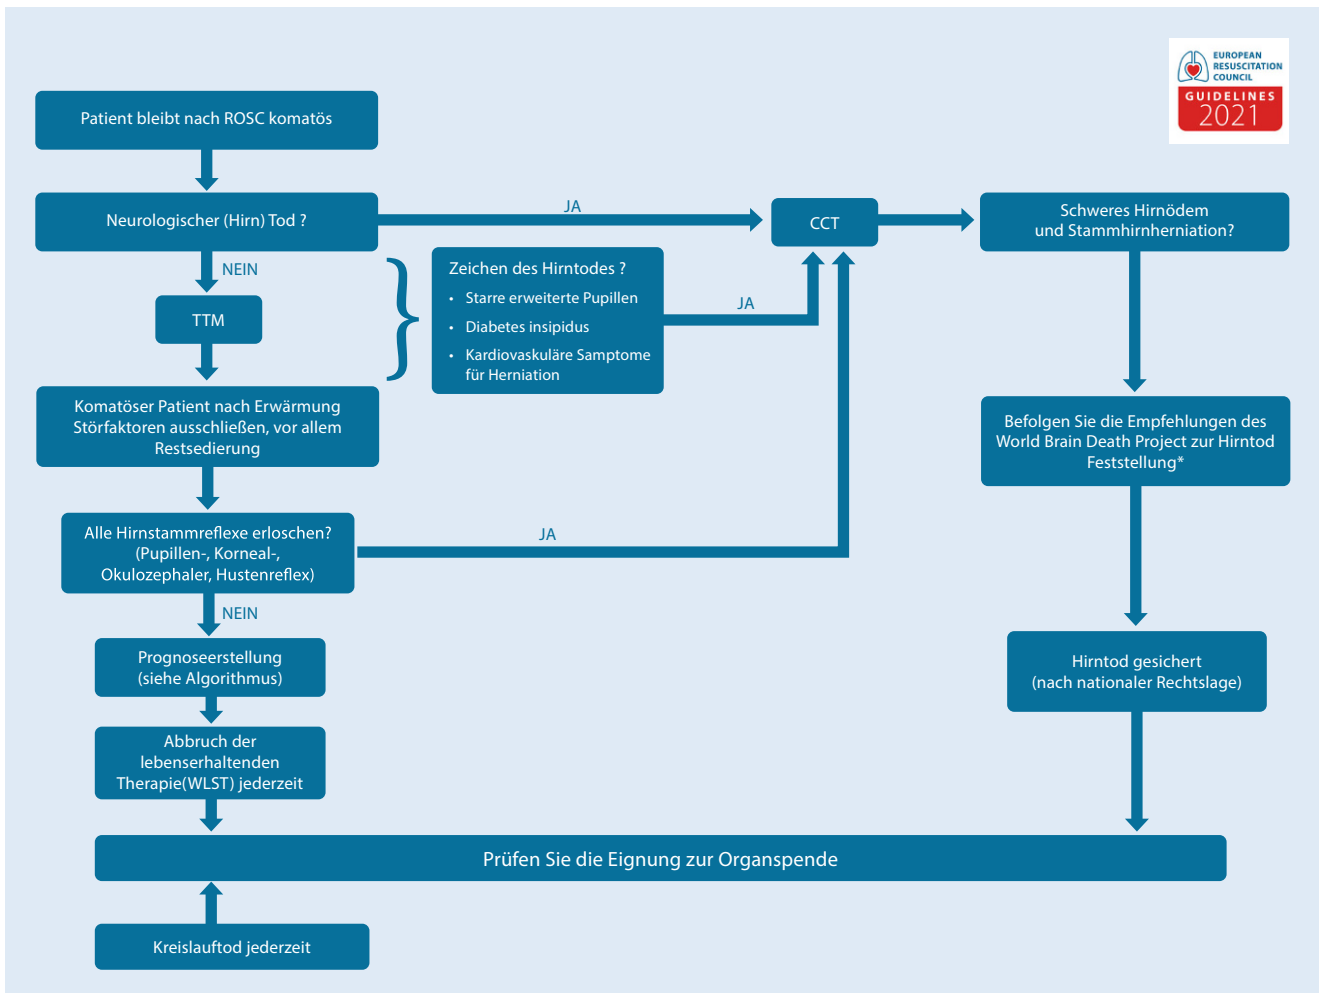 EUROPEAN
RESUSCITATION
COUNCIL
GUIDELINES
2021
Patient bleibt nach ROSC komatös
Neurologischer (Hirn) Tod ?
JA
CCT
Schweres Hirnödem
und Stammhirnherniation?
NEIN
Zeichen des Hirntodes ?
• Starre erweiterte Pupillen
• Diabetes insipidus
• Kardiovaskuläre Samptome
für Herniation
JA
TTM
Komatöser Patient nach Erwärmung
Störfaktoren ausschließen, vor allem
Restsedierung
Befolgen Sie die Empfehlungen des
World Brain Death Project zur Hirntod
Feststellung*
Alle Hirnstammreflexe erloschen?
(Pupillen-, Korneal-,
Okulozephaler, Hustenreflex)
JA
NEIN
Prognoseerstellung
(siehe Algorithmus)
Hirntod gesichert
(nach nationaler Rechtslage)
Abbruch der
lebenserhaltenden
Therapie(WLST) jederzeit
Prüfen Sie die Eignung zur Organspende
Kreislauftod jederzeit